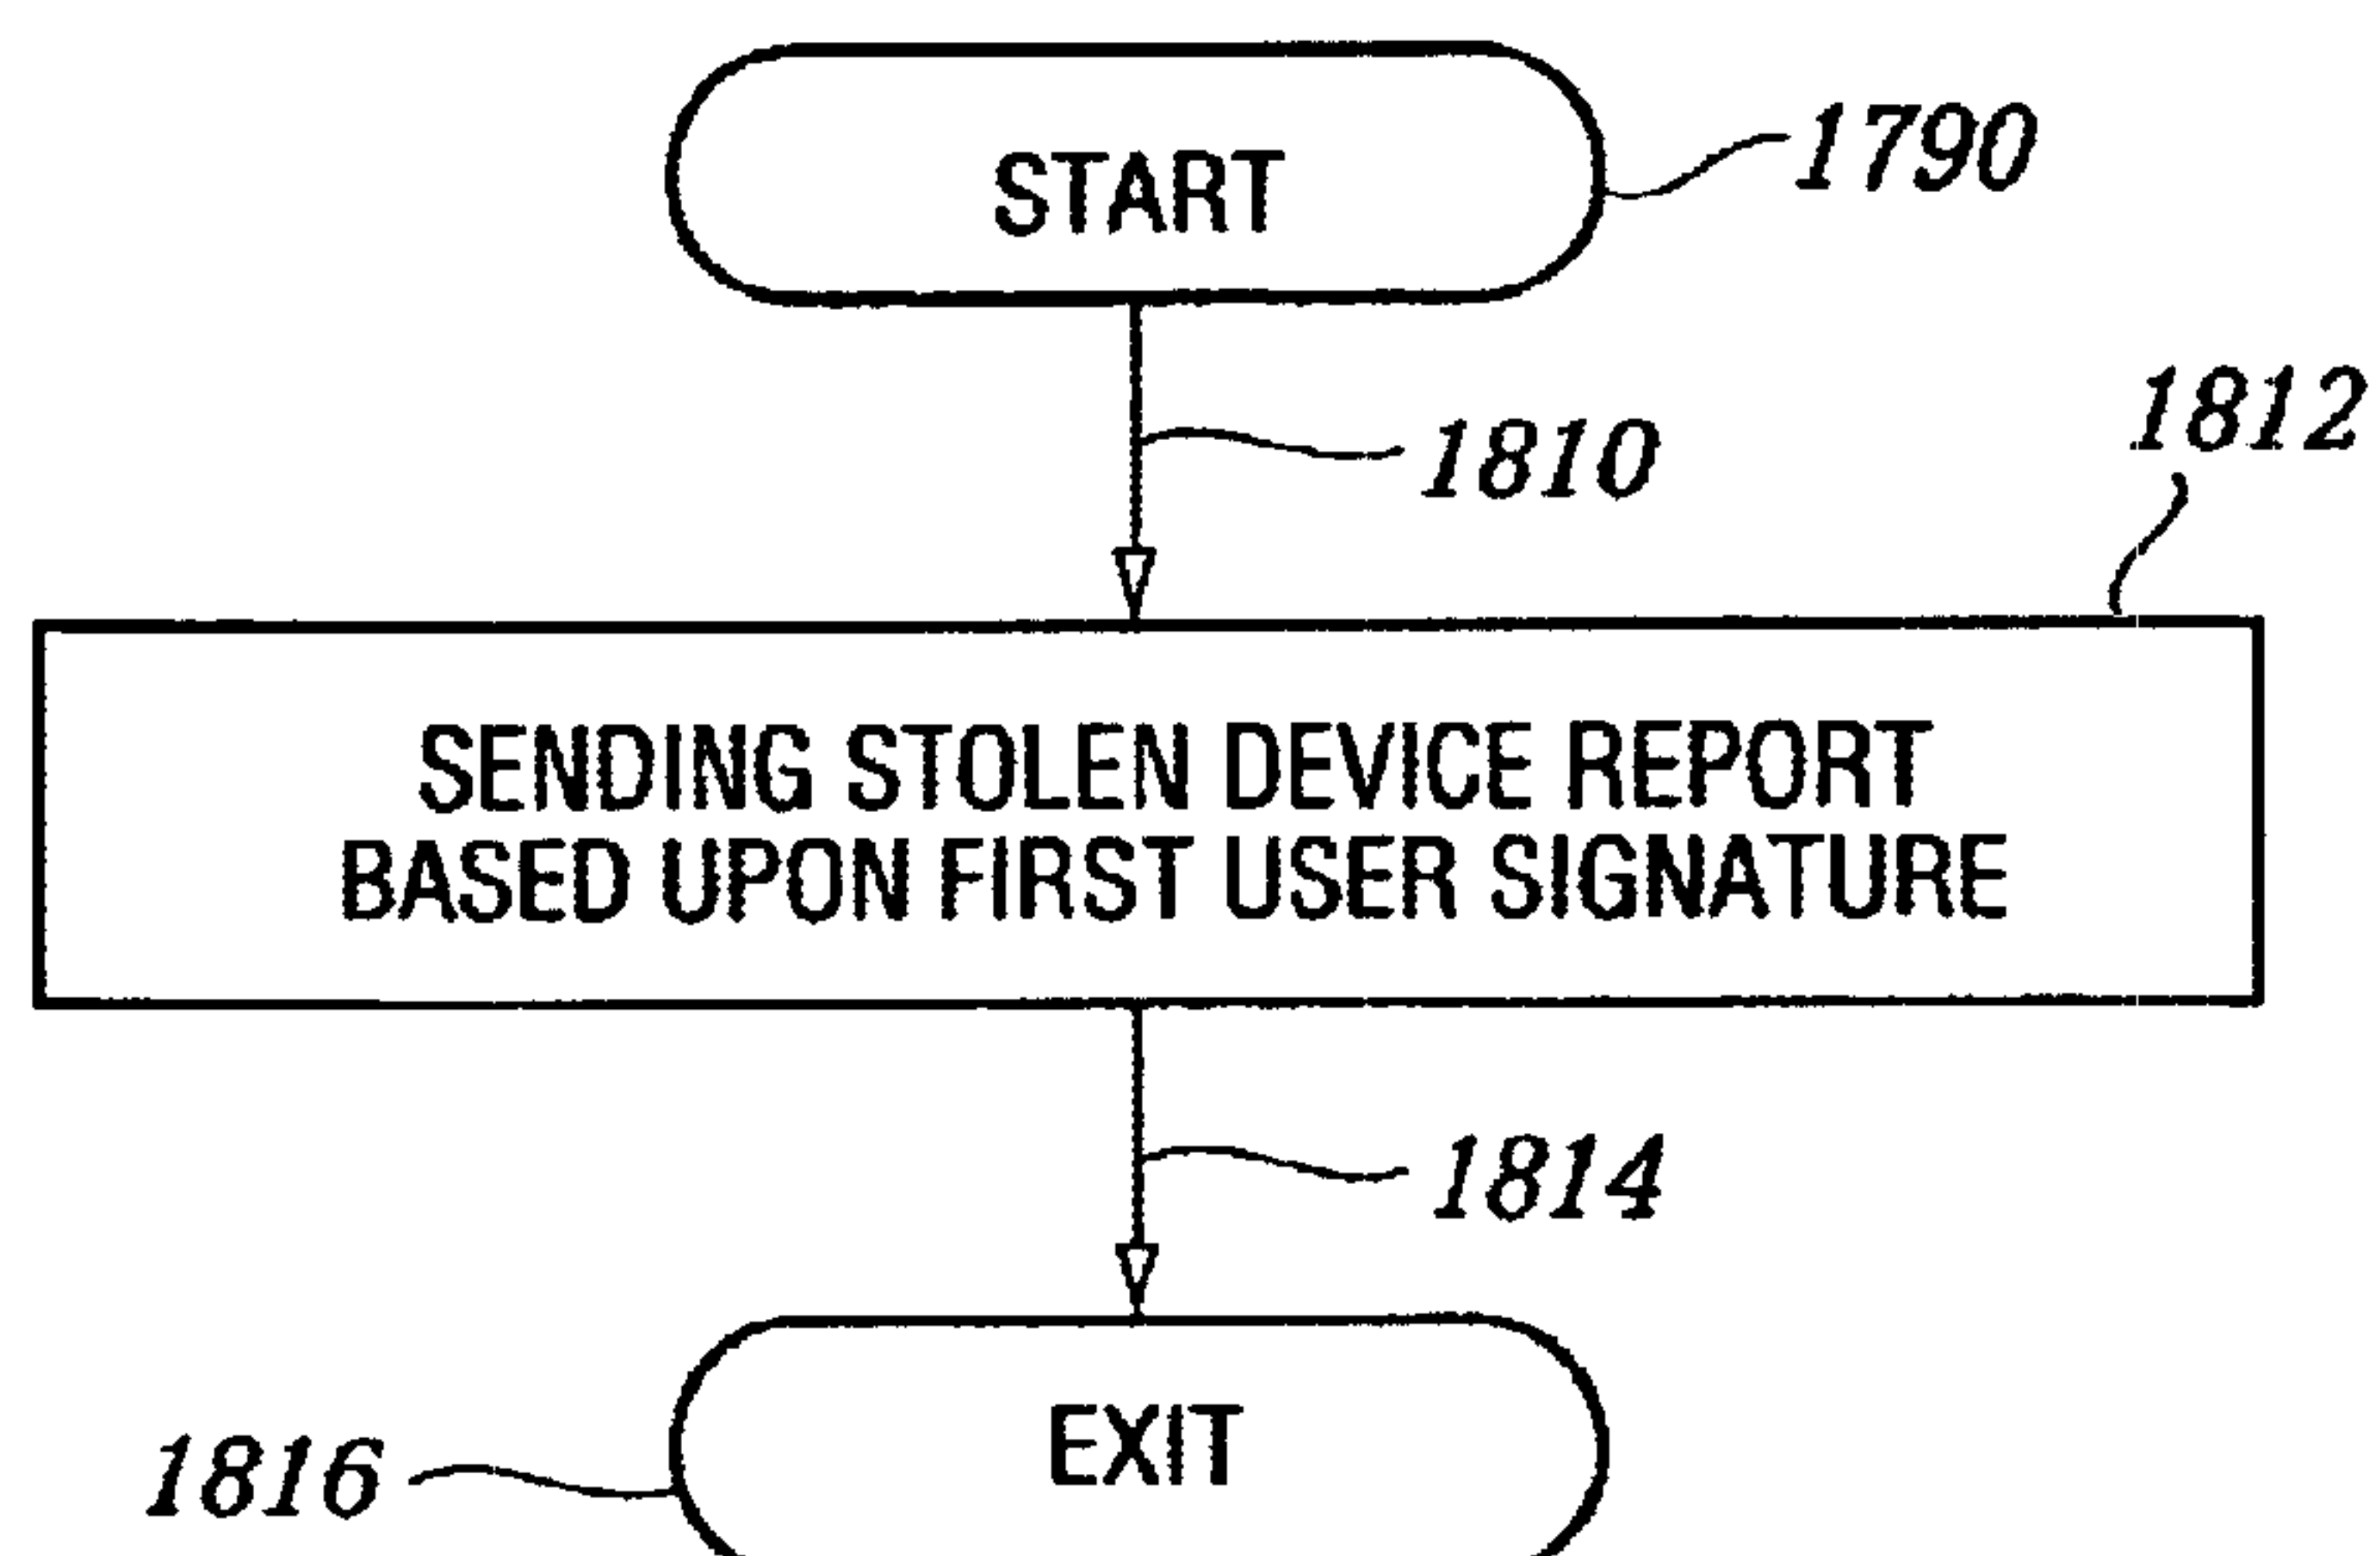 START
1790
1810
1812
SENDING STOLEN DEVICE REPORT
BASED UPON FIRST USER SIGNATURE
1814
EXIT
1816